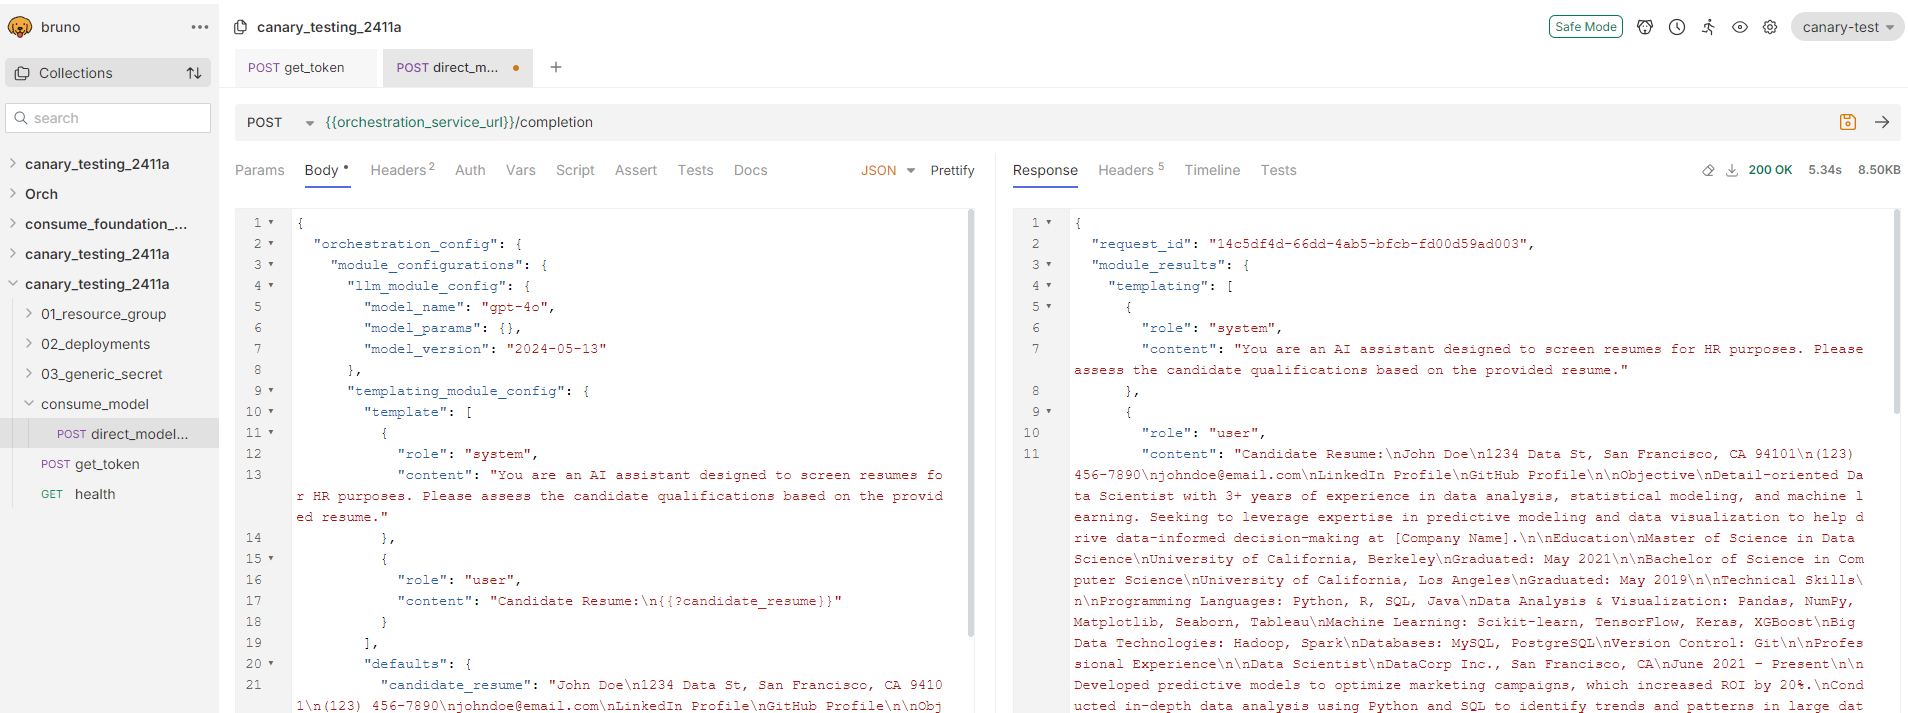 bruno
canary_testing_2411a
Safe Mode
canary-test
Collections
POST get_token
POST direct_m...
search
POST {{orchestration_service_url}}/completion
canary_testing_2411a
Orch
consume_foundation_...
canary_testing_2411a
canary_testing_2411a
01_resource_group
02_deployments
03_generic_secret
consume_model
POST direct_model...
POST get_token
GET health
Params Body Headers 2 Auth Vars Script Assert Tests Docs JSON Prettify
1 {
2 "orchestration_config": {
3 "module_configurations": {
4 "llm_module_config": {
5 "model_name": "gpt-4o",
6 "model_params": {},
7 "model_version": "2024-05-13"
8 },
9 "templating_module_config": {
10 "template": [
11 {
12 "role": "system",
13 "content": "You are an AI assistant designed to screen resumes fo
r HR purposes. Please assess the candidate qualifications based on the provid
ed resume."
14 },
15 {
16 "role": "user",
17 "content": "Candidate Resume:\n{{?candidate_resume}}"
18 }
19 ],
20 "defaults": {
21 "candidate_resume": "John Doe\n1234 Data St, San Francisco, CA 9410
1\n(123) 456-7890\njohndoe@email.com\nLinkedIn Profile\nGitHub Profile\n\nObj
Response Headers 5 Timeline Tests 200 OK 5.34s 8.50KB
1 {
2 "request_id": "14c5df4d-66dd-4ab5-bfcb-fd00d59ad003",
3 "module_results": {
4 "templating": [
5 {
6 "role": "system",
7 "content": "You are an AI assistant designed to screen resumes for HR purposes. Please
assess the candidate qualifications based on the provided resume."
8 },
9 {
10 "role": "user",
11 "content": "Candidate Resume:\nJohn Doe\n1234 Data St, San Francisco, CA 94101\n(123)
456-7890\njohndoe@email.com\nLinkedIn Profile\nGitHub Profile\n\nObjective\nDetail-oriented Da
ta Scientist with 3+ years of experience in data analysis, statistical modeling, and machine l
earning. Seeking to leverage expertise in predictive modeling and data visualization to help d
rive data-informed decision-making at [Company Name].\n\nEducation\nMaster of Science in Data
Science\nUniversity of California, Berkeley\nGraduated: May 2021\n\nBachelor of Science in Com
puter Science\nUniversity of California, Los Angeles\nGraduated: May 2019\n\nTechnical Skills\
n\nProgramming Languages: Python, R, SQL, Java\nData Analysis & Visualization: Pandas, NumPy,
Matplotlib, Seaborn, Tableau\nMachine Learning: Scikit-learn, TensorFlow, Keras, XGBoost\nBig
Data Technologies: Hadoop, Spark\nDatabases: MySQL, PostgreSQL\nVersion Control: Git\n\nProfes
sional Experience\n\nData Scientist\nDataCorp Inc., San Francisco, CA\nJune 2021 – Present\n\n
Developed predictive models to optimize marketing campaigns, which increased ROI by 20%.\nCond
ucted in-depth data analysis using Python and SQL to identify trends and patterns in large dat